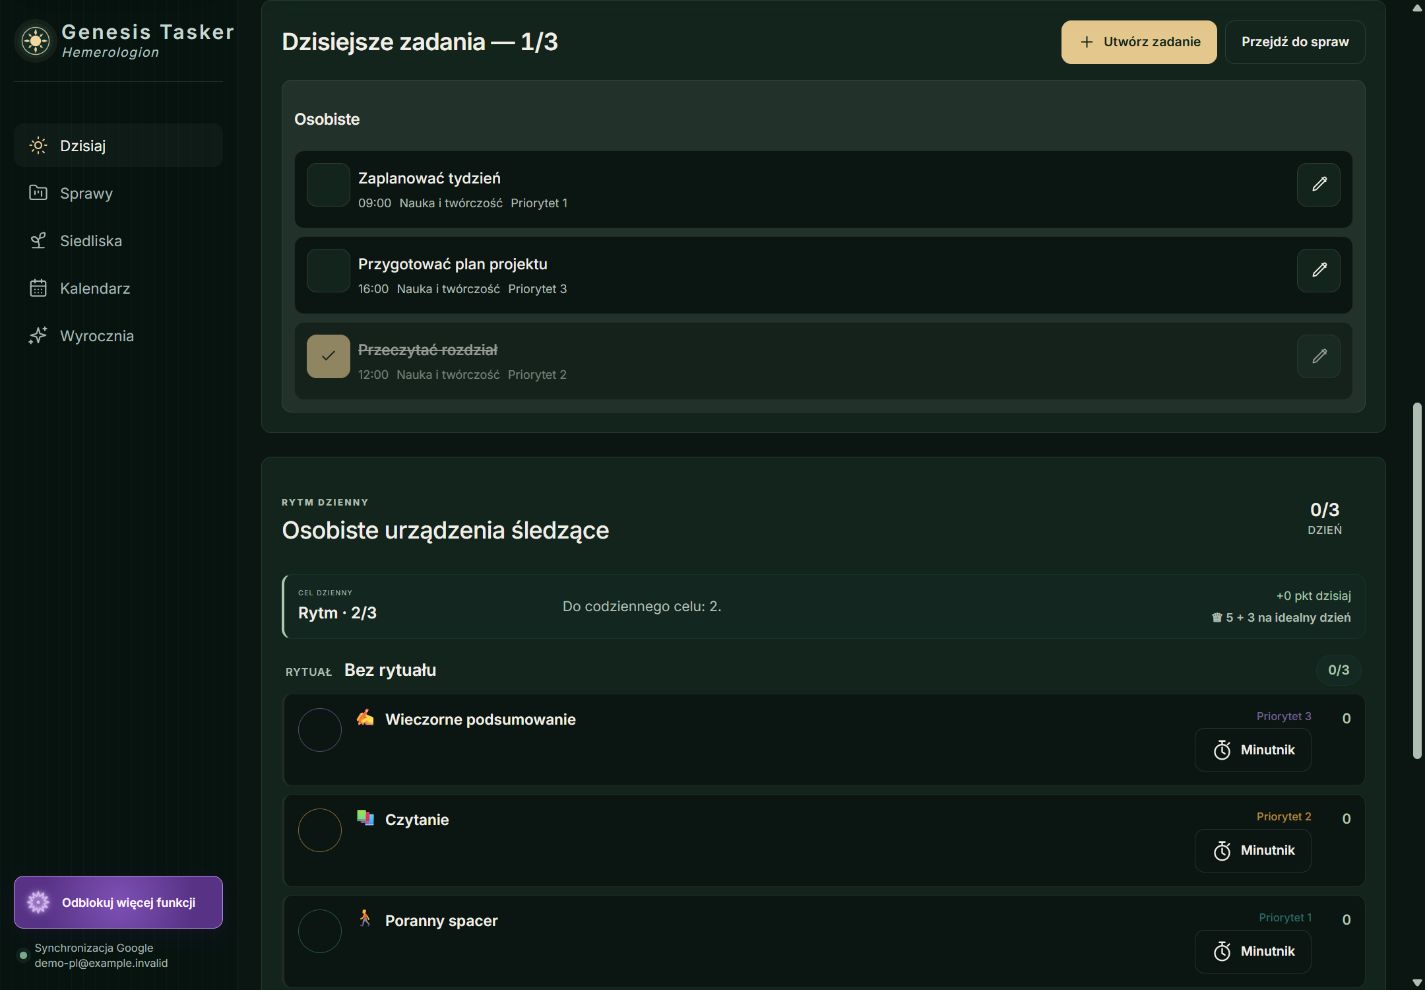 Genesis Tasker
Hemerologion
Dzisiaj
Sprawy
Siedliska
Kalendarz
Wyrocznia
Odblokuj więcej funkcji
Synchronizacja Google
demo-pl@example.invalid
Dzisiejsze zadania — 1/3
Utwórz zadanie
Przejdź do spraw
Osobiste
Zaplanować tydzień
09:00 Nauka i twórczość Priorytet 1
Przygotować plan projektu
16:00 Nauka i twórczość Priorytet 3
Przeczytać rozdział
12:00 Nauka i twórczość Priorytet 2
RYTM DZIENNY
Osobiste urządzenia śledzące
0/3
DZIEŃ
CEL DZIENNY
Rytm · 2/3
Do codziennego celu: 2.
+0 pkt dzisiaj
♛ 5 + 3 na idealny dzień
RYTUAŁ Bez rytuału
0/3
Wieczorne podsumowanie
Priorytet 3
0
Minutnik
Czytanie
Priorytet 2
0
Minutnik
Poranny spacer
Priorytet 1
0
Minutnik